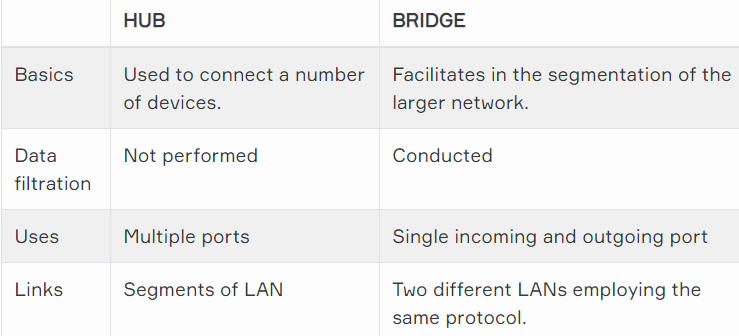 HUB BRIDGE
Basics Used to connect a number Facilitates in the segmentation of the
of devices. larger network.
Data Not performed Conducted
filtration
Uses Multiple ports Single incoming and outgoing port
Links Segments of LAN Two different LANs employing the
same protocol.